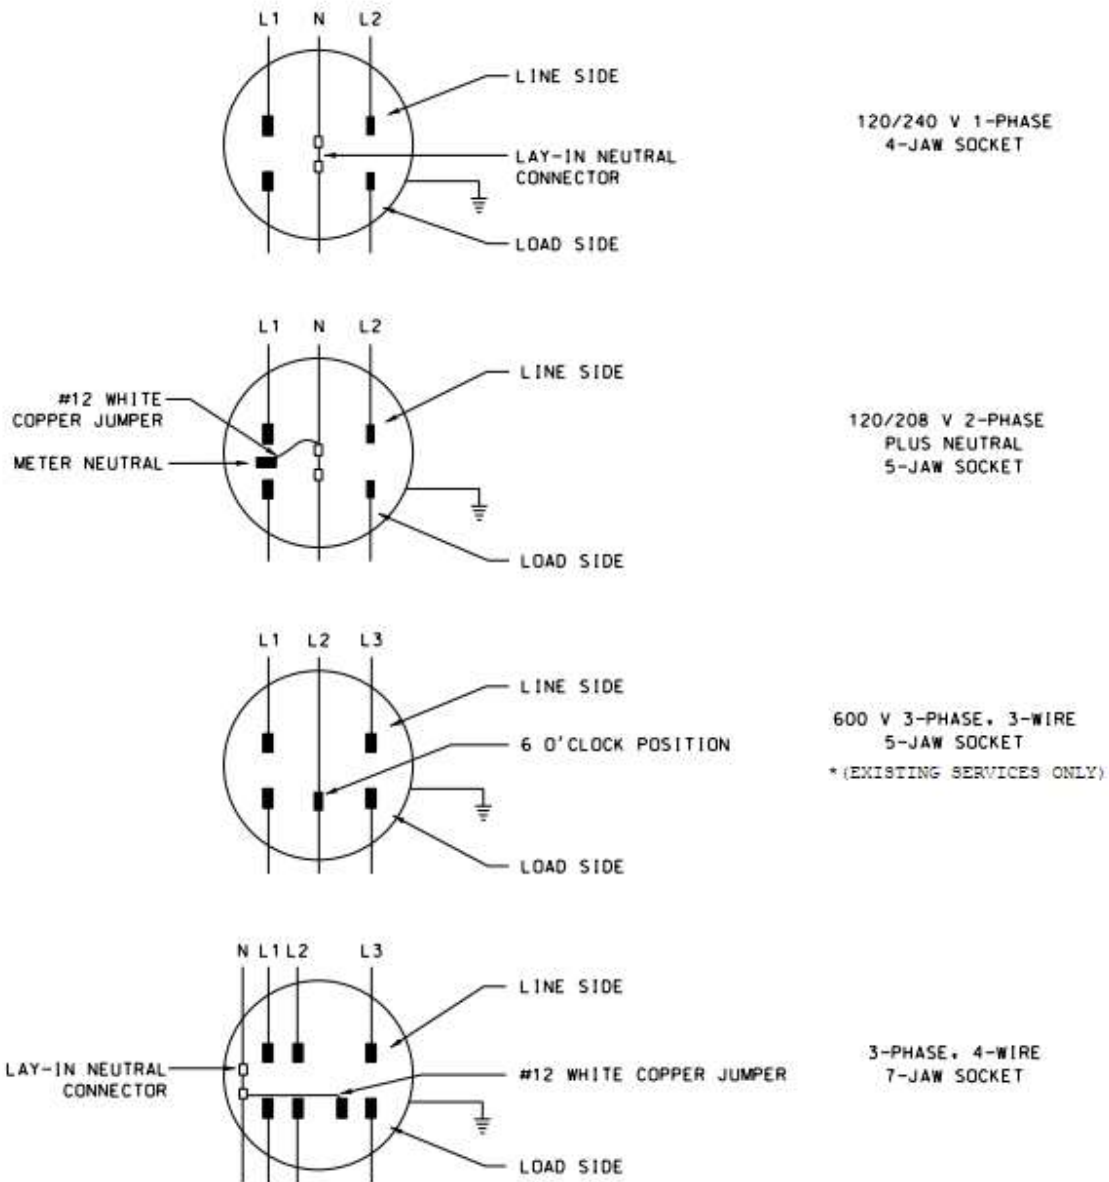 L1 N L2
LINE SIDE
120/240 V 1-PHASE
4-JAW SOCKET
LAY-IN NEUTRAL
CONNECTOR
LOAD SIDE
L1 N L2
LINE SIDE
#12 WHITE
COPPER JUMPER
METER NEUTRAL
120/208 V 2-PHASE
PLUS NEUTRAL
5-JAW SOCKET
LOAD SIDE
L1 L2 L3
LINE SIDE
6 O'CLOCK POSITION
600 V 3-PHASE. 3-WIRE
5-JAW SOCKET
*(EXISTING SERVICES ONLY)
LOAD SIDE
N L1 L2 L3
LINE SIDE
LAY-IN NEUTRAL
CONNECTOR
#12 WHITE COPPER JUMPER
3-PHASE. 4-WIRE
7-JAW SOCKET
LOAD SIDE